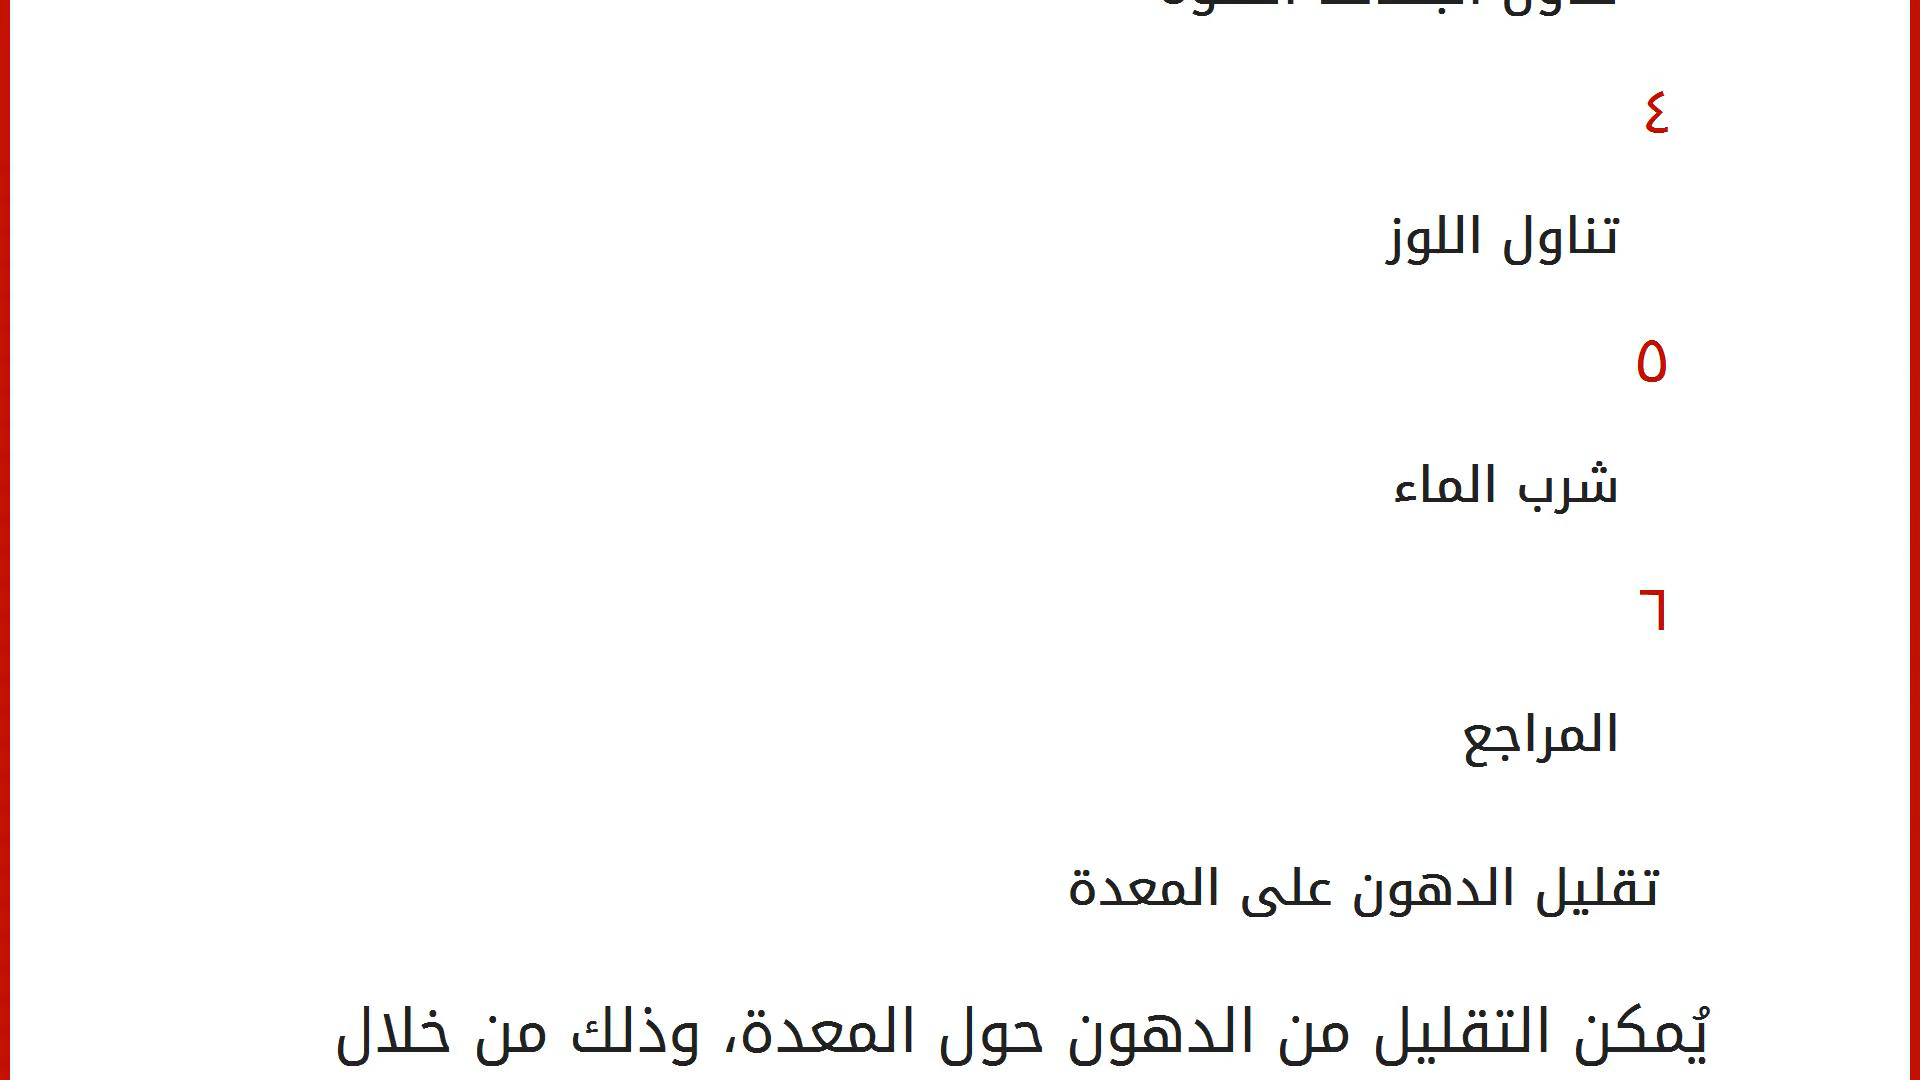 تناول
٤
تناول اللوز
٥
شرب الماء
٦
المراجع
تقليل الدهون على المعدة
يُمكن التقليل من الدهون حول المعدة، وذلك من خلال